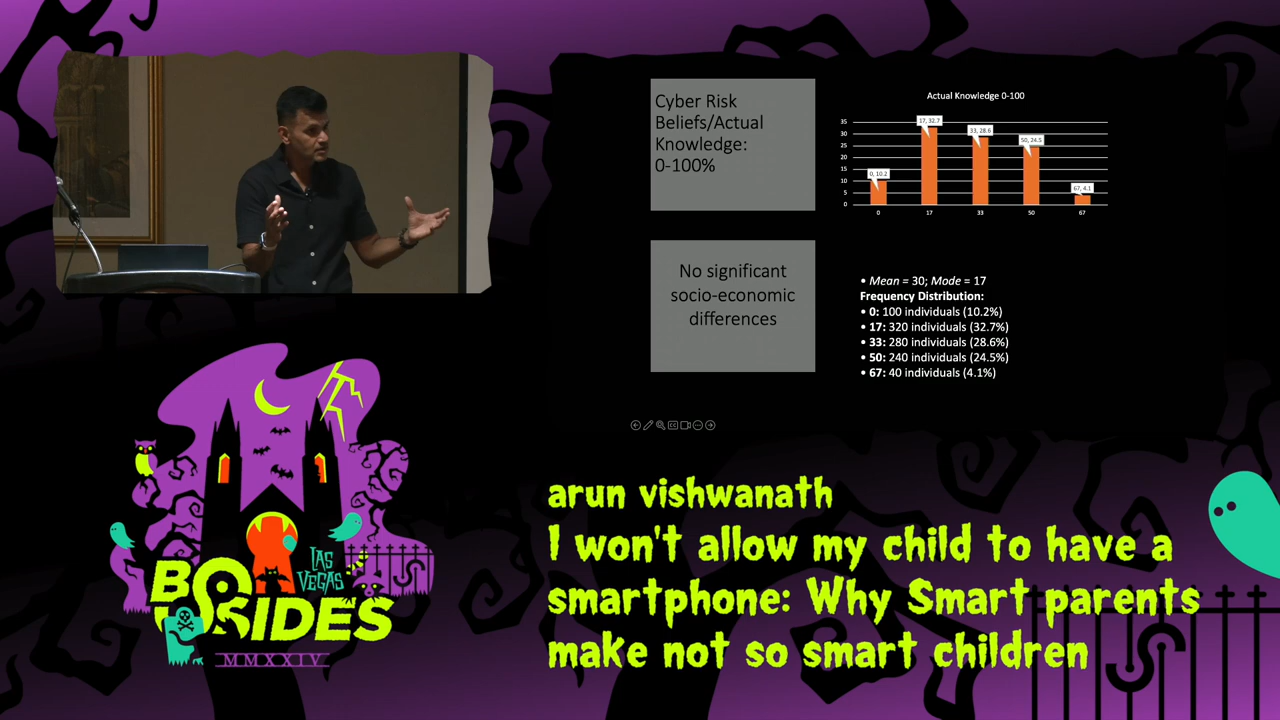 Cyber Risk
Beliefs/Actual
Knowledge:
0-100%
No significant
socio-economic
differences
Actual Knowledge 0-100
35
30
25
20
15
10
5
0
0, 10.2
17, 32.7
33, 28.6
50, 24.5
67, 4.1
0
17
33
50
67
• Mean = 30; Mode = 17
Frequency Distribution:
• 0: 100 individuals (10.2%)
• 17: 320 individuals (32.7%)
• 33: 280 individuals (28.6%)
• 50: 240 individuals (24.5%)
• 67: 40 individuals (4.1%)
LAS
VEGAS
BSIDES
MMXXIV
arun vishwanath
I won't allow my child to have a
smartphone: Why Smart parents
make not so smart children